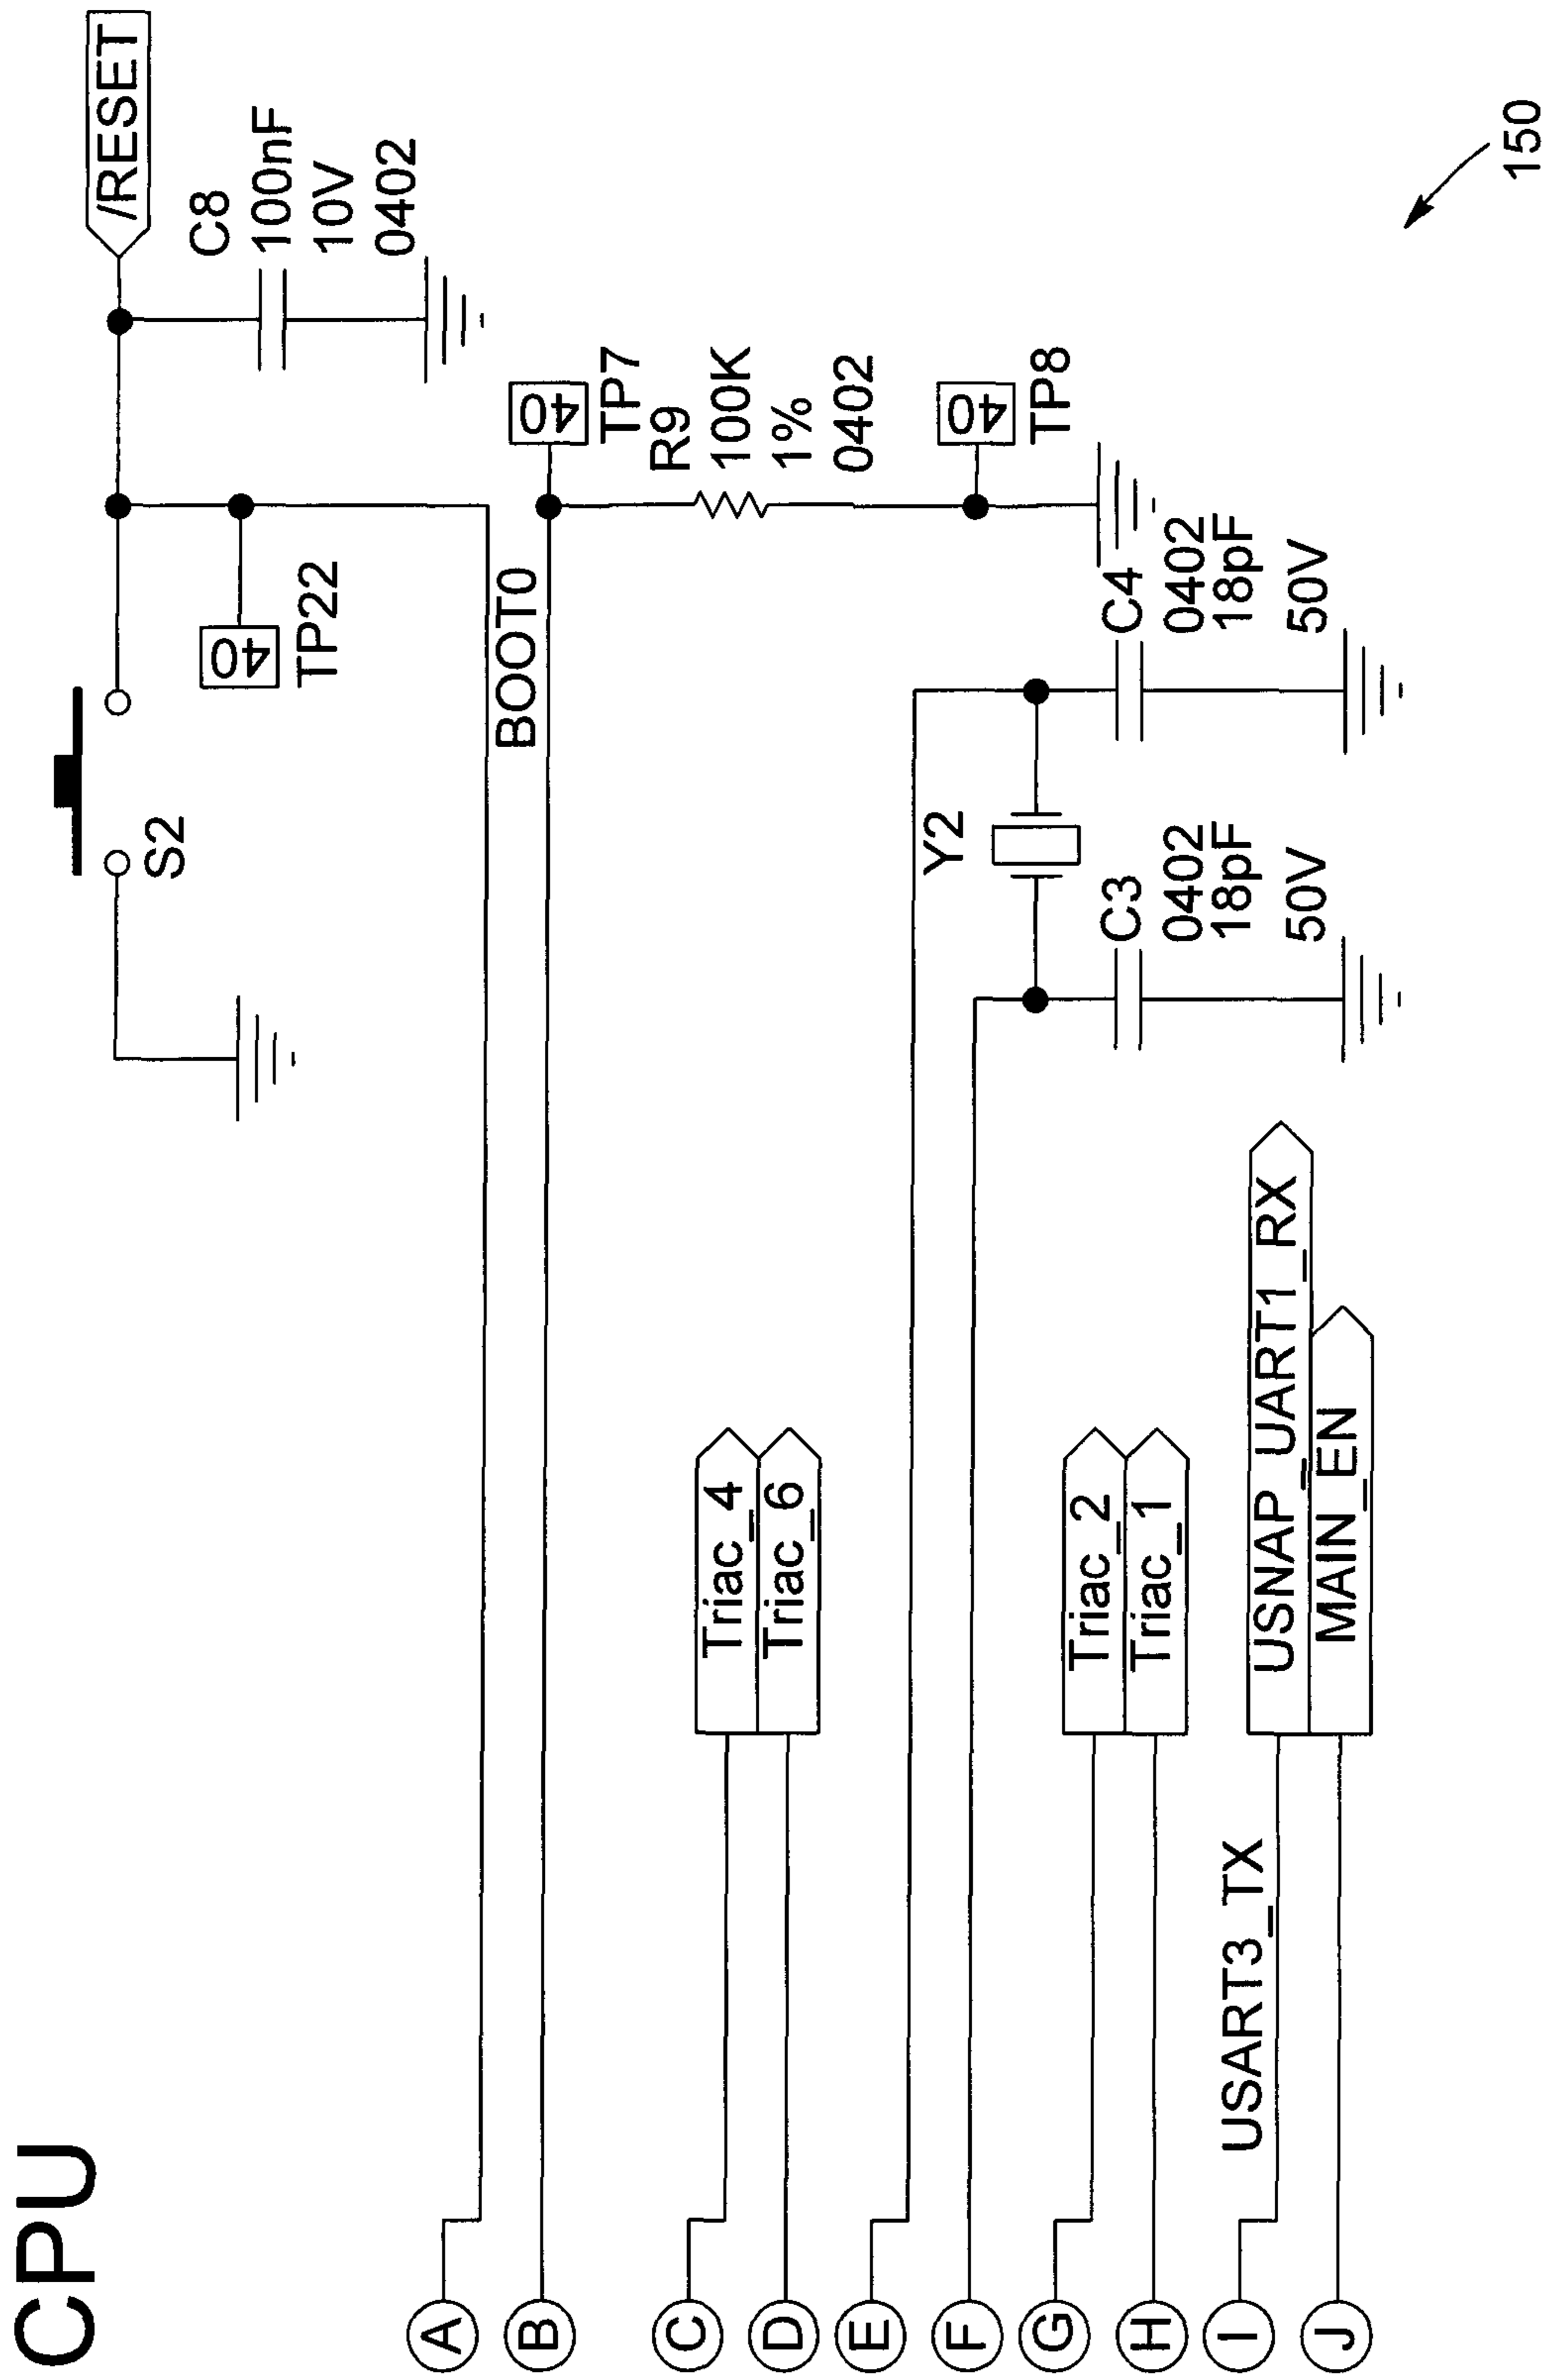 CPU
/RESET
C8
100nF
10V
0402
S2
40
TP22
BOOT0
40
TP7
R9
100K
1%
0402
40
TP8
Y2
C3
0402
18pF
50V
C4
0402
18pF
50V
Triac_4
Triac_6
Triac_2
Triac_1
USART3_TX
USNAP_UART1_RX
MAIN_EN
A
B
C
D
E
F
G
H
I
J
150